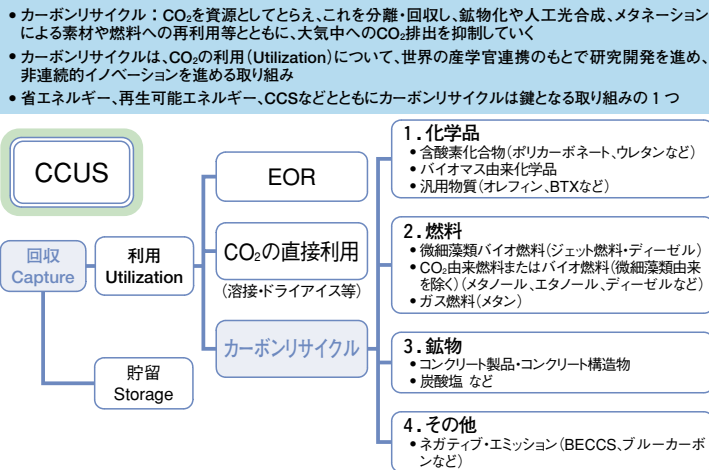 • カーボンリサイクル：CO₂を資源としてとらえ、これを分離・回収し、鉱物化や人工光合成、メタネーション
による素材や燃料への再利用等とともに、大気中へのCO₂排出を抑制していく
• カーボンリサイクルは、CO₂の利用（Utilization）について、世界の産学官連携のもとで研究開発を進め、
非連続的イノベーションを進める取り組み
• 省エネルギー、再生可能エネルギー、CCSなどとともにカーボンリサイクルは鍵となる取り組みの１つ
CCUS
回収
Capture
利用
Utilization
貯留
Storage
EOR
CO₂の直接利用
（溶接・ドライアイス等）
カーボンリサイクル
1．化学品
• 含酸素化合物（ポリカーボネート、ウレタンなど）
• バイオマス由来化学品
• 汎用物質（オレフィン、BTXなど）
2．燃料
• 微細藻類バイオ燃料（ジェット燃料・ディーゼル）
• CO₂由来燃料またはバイオ燃料（微細藻類由来
を除く）（メタノール、エタノール、ディーゼルなど）
• ガス燃料（メタン）
3．鉱物
• コンクリート製品・コンクリート構造物
• 炭酸塩 など
4．その他
• ネガティブ・エミッション（BECCS、ブルーカーボ
ンなど）